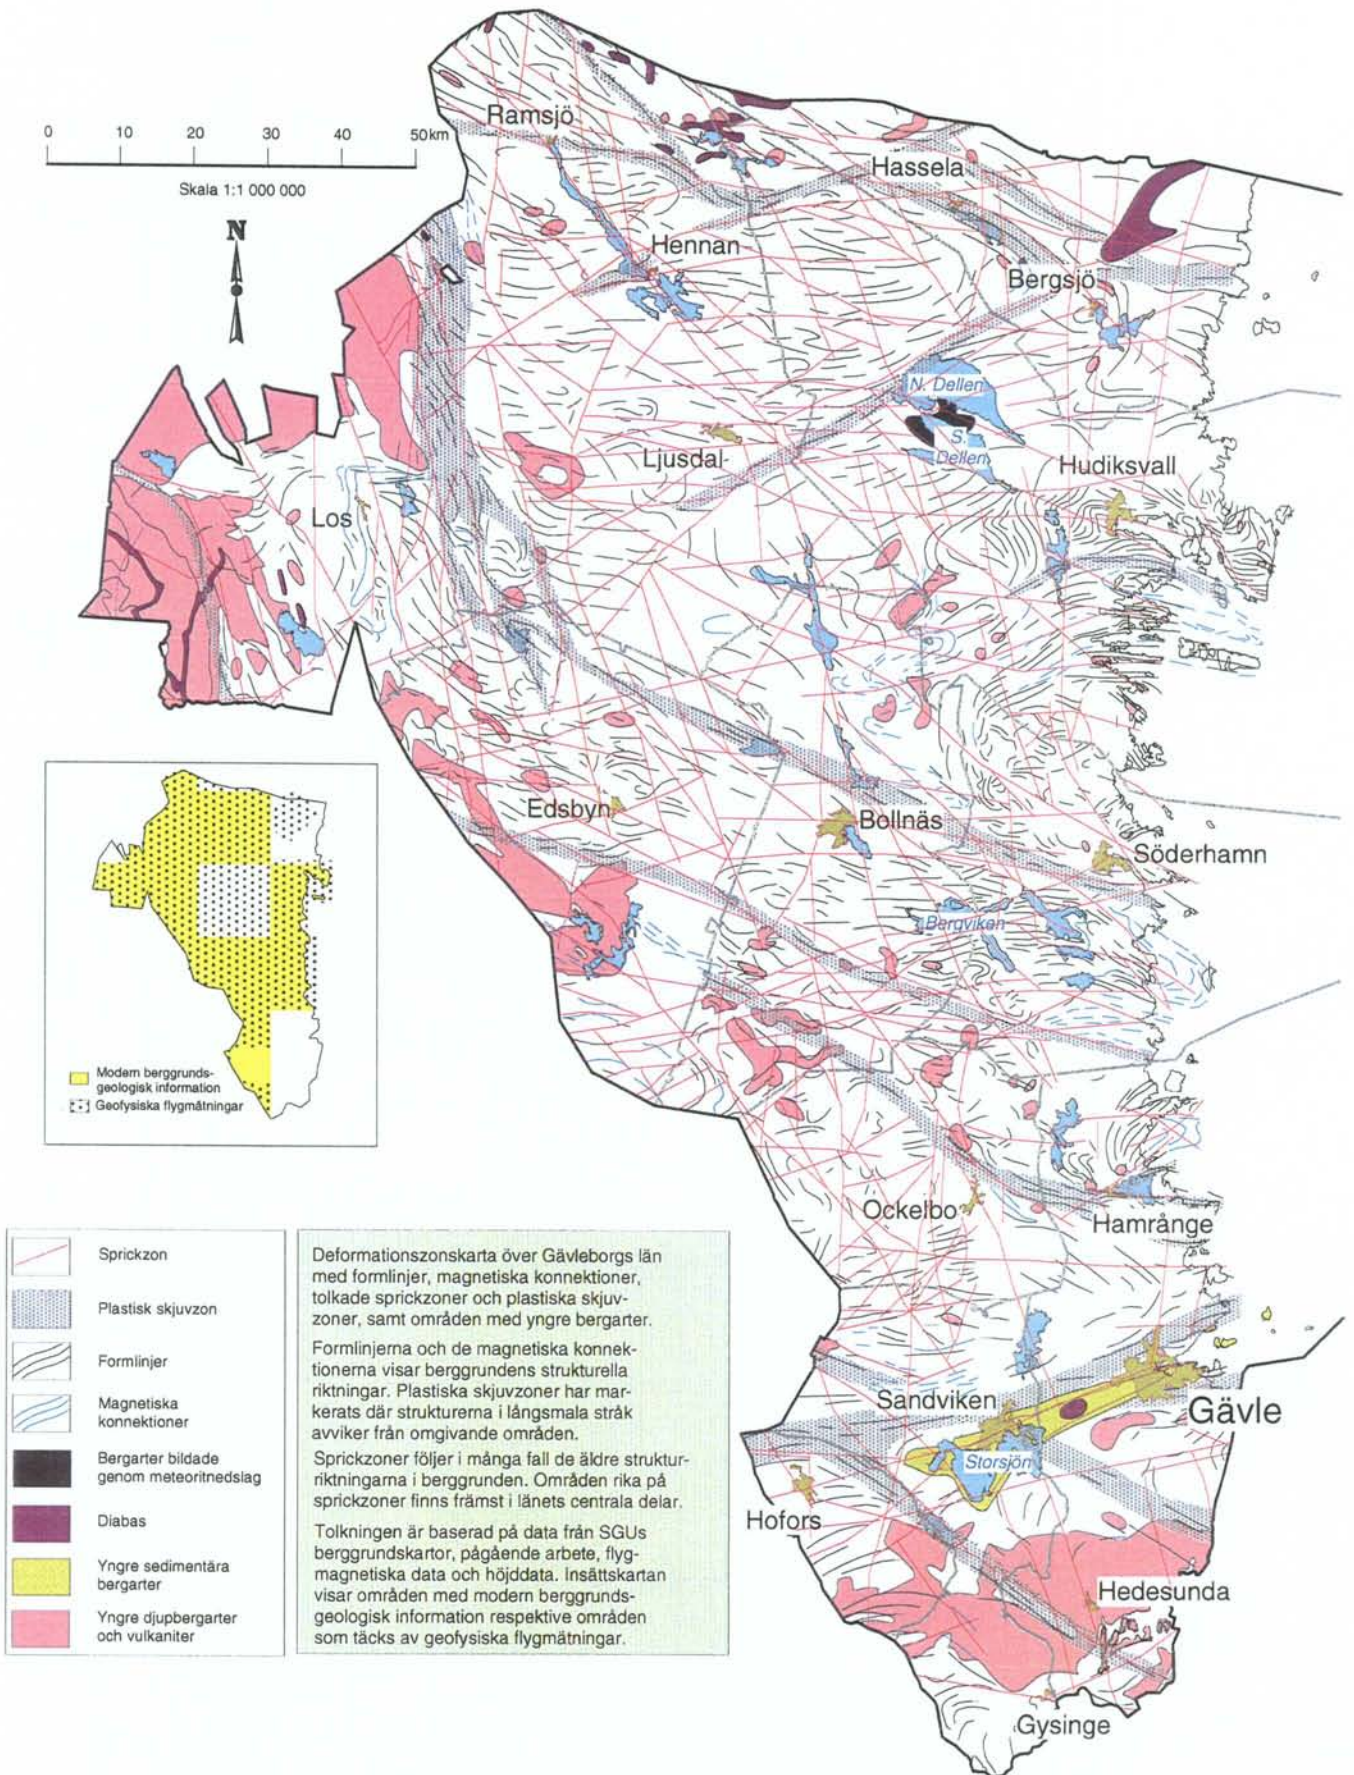 Ramsjö
0 10 20 30 40 50 km
Skala 1:1 000 000
Hassela
N
Hennan
Bergsjö
N. Dellen
S.
Dellen
Ljusdal
Hudiksvall
Los
Edsbyn
Bollnäs
Söderhamn
Bergviken
Modern berggrunds-
geologisk information
Geofysiska flygmätningar
Ockelbo
Hamrånge
Sandviken
Gävle
Storsjön
Hofors
Hedesunda
Gysinge
Sprickzon
Plastisk skjuvzon
Formlinjer
Magnetiska
konnektioner
Bergarter bildade
genom meteoritnedslag
Diabas
Yngre sedimentära
bergarter
Yngre djupbergarter
och vulkaniter
Deformationszonskarta över Gävleborgs län
med formlinjer, magnetiska konnektioner,
tolkade sprickzoner och plastiska skjuv-
zoner, samt områden med yngre bergarter.
Formlinjerna och de magnetiska konnek-
tionerna visar berggrundens strukturella
riktningar. Plastiska skjuvzoner har mar-
kerats där strukturerna i långsmala stråk
avviker från omgivande områden.
Sprickzoner följer i många fall de äldre struktur-
riktningarna i berggrunden. Områden rika på
sprickzoner finns främst i länets centrala delar.
Tolkningen är baserad på data från SGUs
berggrundskartor, pågående arbete, flyg-
magnetiska data och höjddata. Insättskartan
visar områden med modern berggrunds-
geologisk information respektive områden
som täcks av geofysiska flygmätningar.